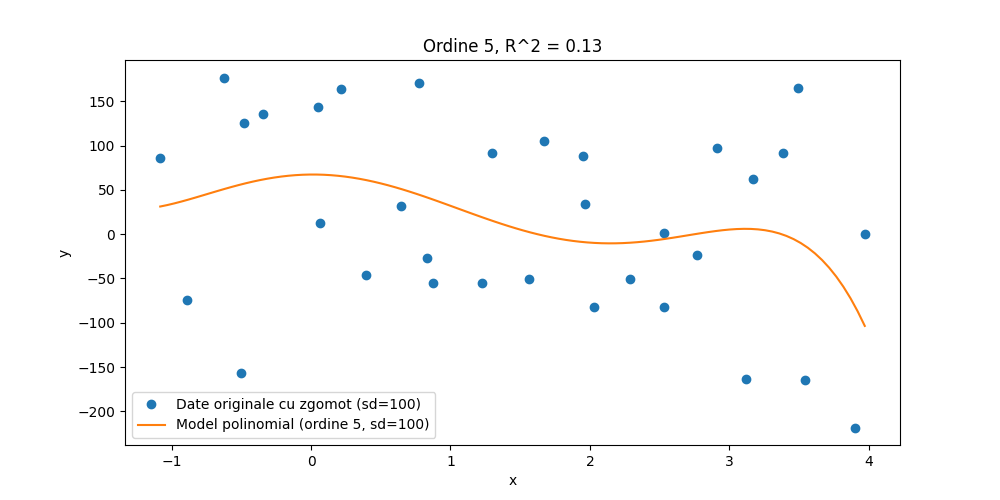 Ordine 5, R^2 = 0.13
y
150
100
50
0
−50
−100
−150
−200
Date originale cu zgomot (sd=100)
Model polinomial (ordine 5, sd=100)
−1 0 1 2 3 4
x